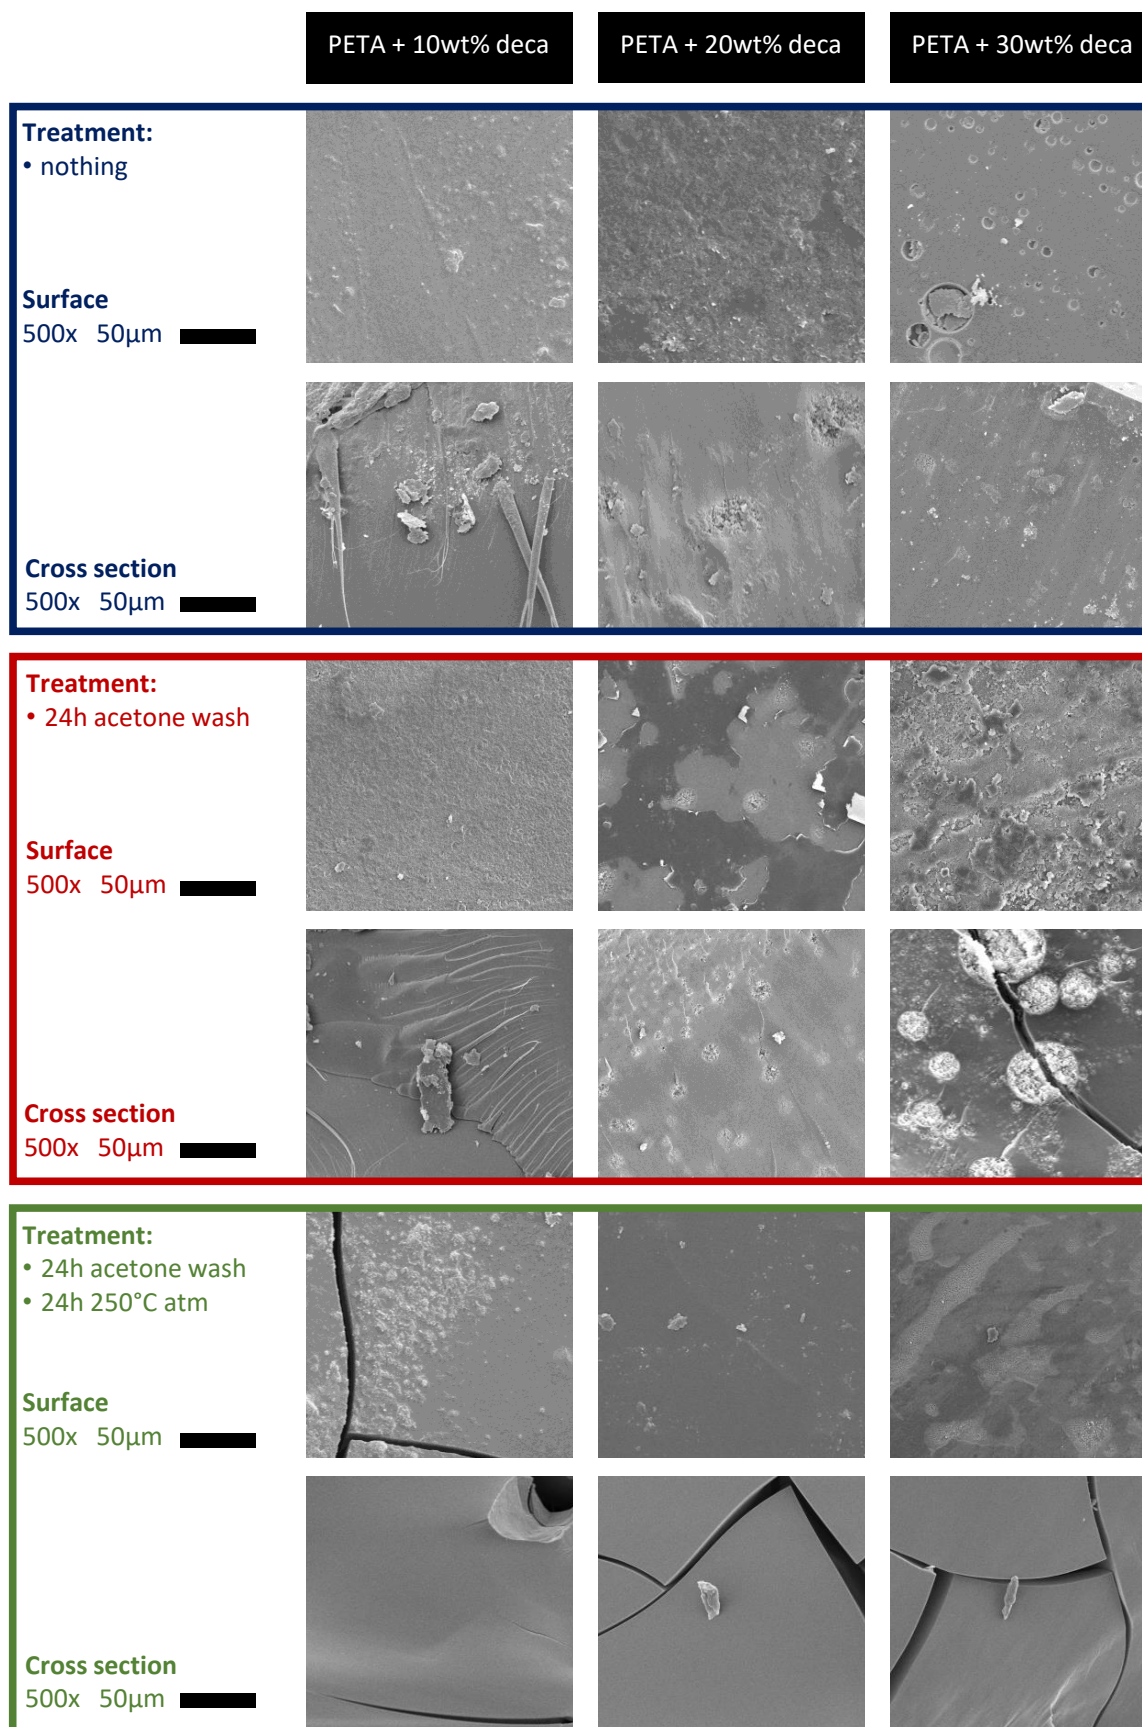 PETA + 10wt% deca
PETA + 20wt% deca
PETA + 30wt% deca
Treatment:
• nothing
Surface
500x 50µm
Cross section
500x 50µm
Treatment:
• 24h acetone wash
Surface
500x 50µm
Cross section
500x 50µm
Treatment:
• 24h acetone wash
• 24h 250°C atm
Surface
500x 50µm
Cross section
500x 50µm